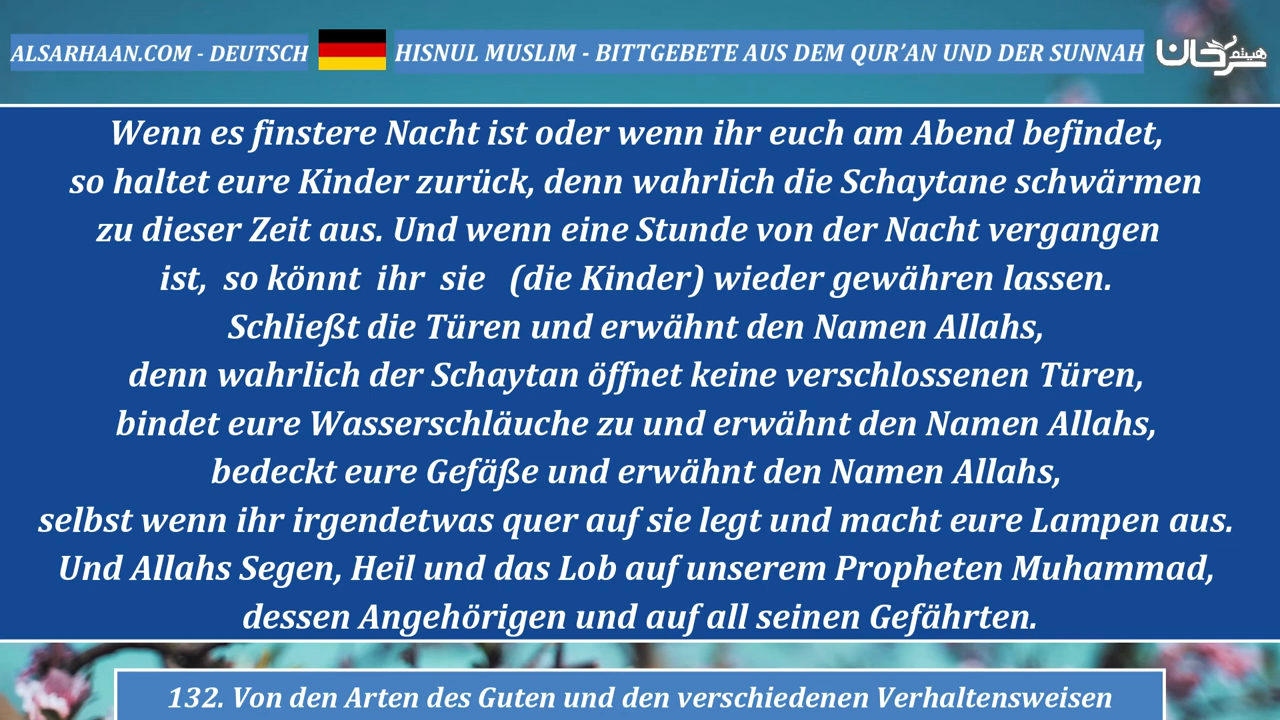 ALSARHAAN.COM - DEUTSCH
HISNUL MUSLIM - BITTGEBETE AUS DEM QUR’AN UND DER SUNNAH
هيثم سرحان
Wenn es finstere Nacht ist oder wenn ihr euch am Abend befindet,
so haltet eure Kinder zurück, denn wahrlich die Schaytane schwärmen
zu dieser Zeit aus. Und wenn eine Stunde von der Nacht vergangen
ist, so könnt ihr sie (die Kinder) wieder gewähren lassen.
Schließt die Türen und erwähnt den Namen Allahs,
denn wahrlich der Schaytan öffnet keine verschlossenen Türen,
bindet eure Wasserschläuche zu und erwähnt den Namen Allahs,
bedeckt eure Gefäße und erwähnt den Namen Allahs,
selbst wenn ihr irgendetwas quer auf sie legt und macht eure Lampen aus.
Und Allahs Segen, Heil und das Lob auf unserem Propheten Muhammad,
dessen Angehörigen und auf all seinen Gefährten.
132. Von den Arten des Guten und den verschiedenen Verhaltensweisen